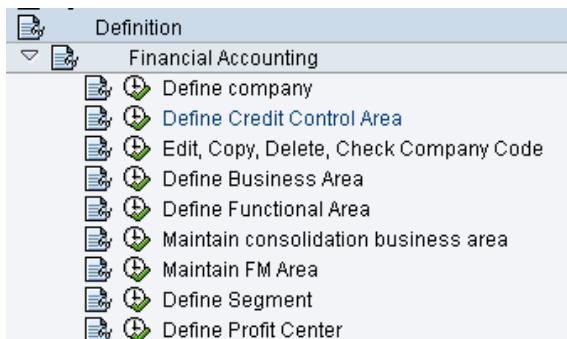 Definition
Financial Accounting
Define company
Define Credit Control Area
Edit, Copy, Delete, Check Company Code
Define Business Area
Define Functional Area
Maintain consolidation business area
Maintain FM Area
Define Segment
Define Profit Center